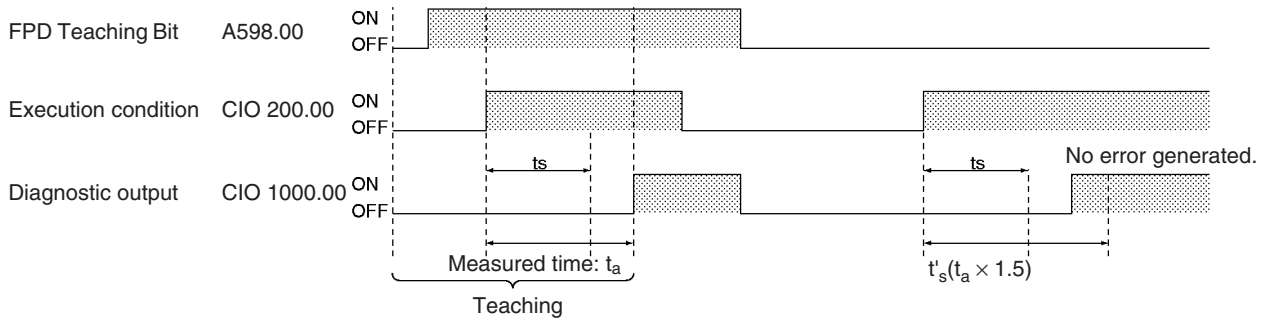 FPD Teaching Bit A598.00 ON
OFF
Execution condition CIO 200.00 ON
OFF
ts ts No error generated.
Diagnostic output CIO 1000.00 ON
OFF
Measured time: ta t's(ta × 1.5)
Teaching